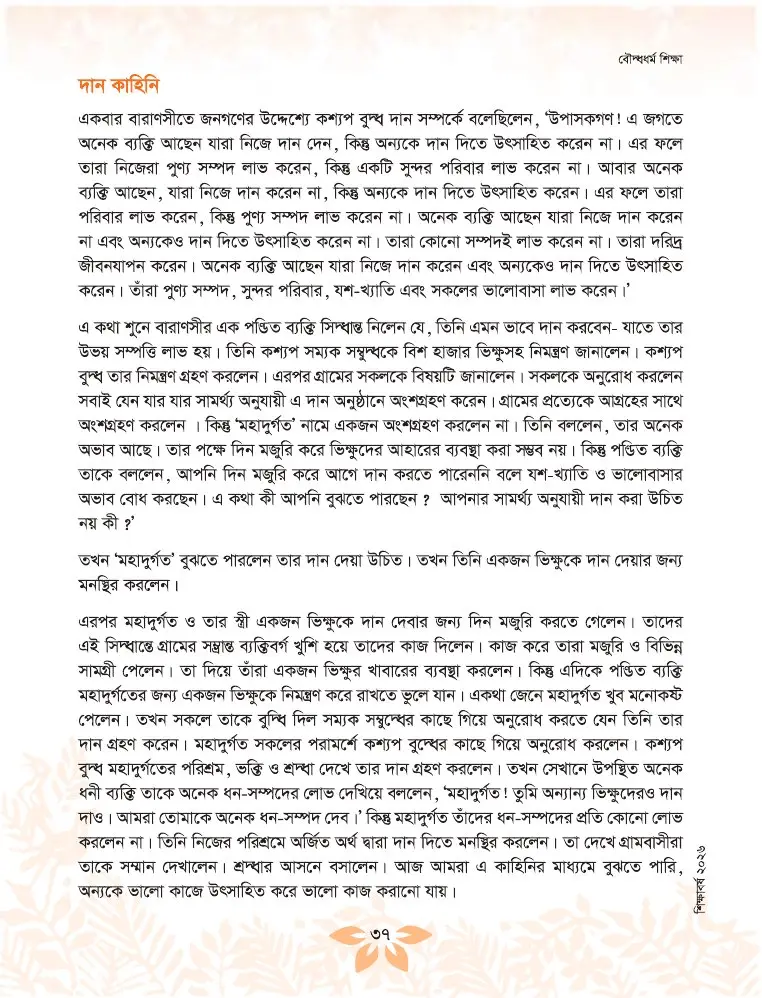 বৌদ্ধধর্ম শিক্ষা
দান কাহিনি
একবার বারাণসীতে জনগণের উদ্দেশ্যে কশ্যপ বুদ্ধ দান সম্পর্কে বলেছিলেন, ‘উপাসকগণ! এ জগতে
অনেক ব্যক্তি আছেন যারা নিজে দান দেন, কিন্তু অন্যকে দান দিতে উৎসাহিত করেন না। এর ফলে
তারা নিজেরা পুণ্য সম্পদ লাভ করেন, কিন্তু একটি সুন্দর পরিবার লাভ করেন না। আবার অনেক
ব্যক্তি আছেন, যারা নিজে দান করেন না, কিন্তু অন্যকে দান দিতে উৎসাহিত করেন। এর ফলে তারা
পরিবার লাভ করেন, কিন্তু পুণ্য সম্পদ লাভ করেন না। অনেক ব্যক্তি আছেন যারা নিজে দান করেন
না এবং অন্যকেও দান দিতে উৎসাহিত করেন না। তারা কোনো সম্পদই লাভ করেন না। তারা দরিদ্র
জীবনযাপন করেন। অনেক ব্যক্তি আছেন যারা নিজে দান করেন এবং অন্যকেও দান দিতে উৎসাহিত
করেন। তাঁরা পুণ্য সম্পদ, সুন্দর পরিবার, যশ-খ্যাতি এবং সকলের ভালোবাসা লাভ করেন।’
এ কথা শুনে বারাণসীর এক পণ্ডিত ব্যক্তি সিদ্ধান্ত নিলেন যে, তিনি এমন ভাবে দান করবেন- যাতে তার
উভয় সম্পত্তি লাভ হয়। তিনি কশ্যপ সম্যক সম্বুদ্ধকে বিশ হাজার ভিক্ষুসহ নিমন্ত্রণ জানালেন। কশ্যপ
বুদ্ধ তার নিমন্ত্রণ গ্রহণ করলেন। এরপর গ্রামের সকলকে বিষয়টি জানালেন। সকলকে অনুরোধ করলেন
সবাই যেন যার যার সামর্থ্য অনুযায়ী এ দান অনুষ্ঠানে অংশগ্রহণ করেন। গ্রামের প্রত্যেকে আগ্রহের সাথে
অংশগ্রহণ করলেন । কিন্তু ‘মহাদুর্গত’ নামে একজন অংশগ্রহণ করলেন না। তিনি বললেন, তার অনেক
অভাব আছে। তার পক্ষে দিন মজুরি করে ভিক্ষুদের আহারের ব্যবস্থা করা সম্ভব নয়। কিন্তু পণ্ডিত ব্যক্তি
তাকে বললেন, আপনি দিন মজুরি করে আগে দান করতে পারেননি বলে যশ-খ্যাতি ও ভালোবাসার
অভাব বোধ করছেন। এ কথা কী আপনি বুঝতে পারছেন ? আপনার সামর্থ্য অনুযায়ী দান করা উচিত
নয় কী ?’
তখন ‘মহাদুর্গত’ বুঝতে পারলেন তার দান দেয়া উচিত। তখন তিনি একজন ভিক্ষুকে দান দেয়ার জন্য
মনস্থির করলেন।
এরপর মহাদুর্গত ও তার স্ত্রী একজন ভিক্ষুকে দান দেবার জন্য দিন মজুরি করতে গেলেন। তাদের
এই সিদ্ধান্তে গ্রামের সম্ভ্রান্ত ব্যক্তিবর্গ খুশি হয়ে তাদের কাজ দিলেন। কাজ করে তারা মজুরি ও বিভিন্ন
সামগ্রী পেলেন। তা দিয়ে তাঁরা একজন ভিক্ষুর খাবারের ব্যবস্থা করলেন। কিন্তু এদিকে পণ্ডিত ব্যক্তি
মহাদুর্গতের জন্য একজন ভিক্ষুকে নিমন্ত্রণ করে রাখতে ভুলে যান। একথা জেনে মহাদুর্গত খুব মনোকষ্ট
পেলেন। তখন সকলে তাকে বুদ্ধি দিল সম্যক সম্বুদ্ধের কাছে গিয়ে অনুরোধ করতে যেন তিনি তার
দান গ্রহণ করেন। মহাদুর্গত সকলের পরামর্শে কশ্যপ বুদ্ধের কাছে গিয়ে অনুরোধ করলেন। কশ্যপ
বুদ্ধ মহাদুর্গতের পরিশ্রম, ভক্তি ও শ্রদ্ধা দেখে তার দান গ্রহণ করলেন। তখন সেখানে উপস্থিত অনেক
ধনী ব্যক্তি তাকে অনেক ধন-সম্পদের লোভ দেখিয়ে বললেন, ‘মহাদুর্গত! তুমি অন্যান্য ভিক্ষুদেরও দান
দাও। আমরা তোমাকে অনেক ধন-সম্পদ দেব।’ কিন্তু মহাদুর্গত তাঁদের ধন-সম্পদের প্রতি কোনো লোভ
করলেন না। তিনি নিজের পরিশ্রমে অর্জিত অর্থ দ্বারা দান দিতে মনস্থির করলেন। তা দেখে গ্রামবাসীরা
তাকে সম্মান দেখালেন। শ্রদ্ধার আসনে বসালেন। আজ আমরা এ কাহিনির মাধ্যমে বুঝতে পারি,
অন্যকে ভালো কাজে উৎসাহিত করে ভালো কাজ করানো যায়।
শিক্ষাবর্ষ ২০২৬
৩৭